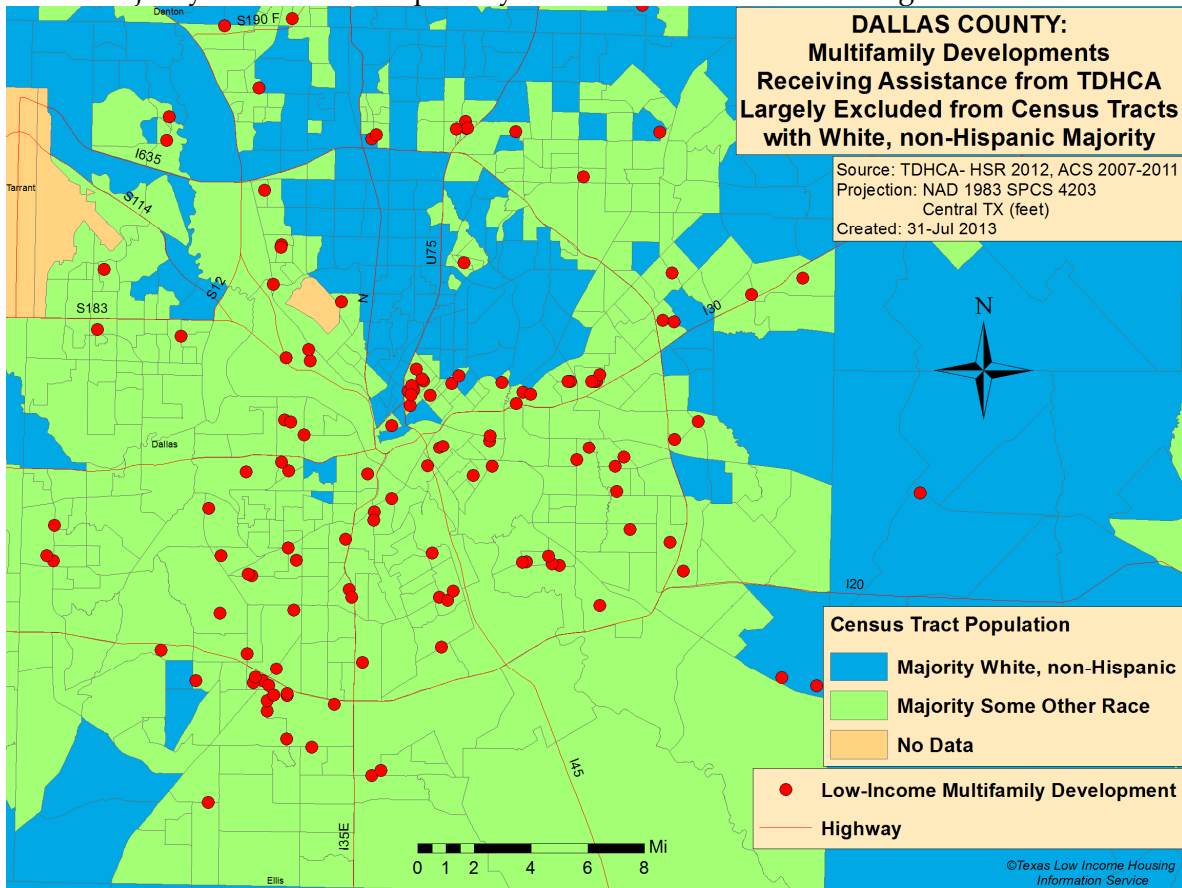 Denton
S190 F
DALLAS COUNTY:
Multifamily Developments
Receiving Assistance from TDHCA
Largely Excluded from Census Tracts
with White, non-Hispanic Majority
Source: TDHCA- HSR 2012, ACS 2007-2011
Projection: NAD 1983 SPCS 4203
Central TX (feet)
Created: 31-Jul 2013
I635
Tarrant
S114
U75
S12
N
S183
I30
N
Dallas
I20
Census Tract Population
Majority White, non-Hispanic
Majority Some Other Race
No Data
Low-Income Multifamily Development
Highway
I45
I35E
Mi
0 1 2 4 6 8
Ellis
©Texas Low Income Housing
Information Service